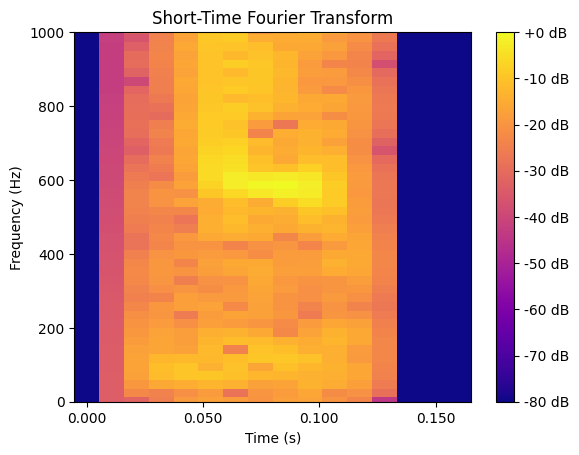 Short-Time Fourier Transform
1000
800
600
400
200
0
Frequency (Hz)
0.000
0.050
0.100
0.150
Time (s)
+0 dB
-10 dB
-20 dB
-30 dB
-40 dB
-50 dB
-60 dB
-70 dB
-80 dB